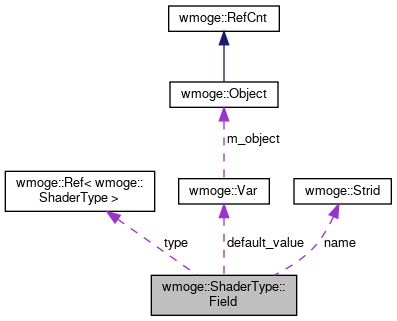 wmoge::RefCnt
wmoge::Object
m_object
wmoge::Ref< wmoge::
ShaderType >
wmoge::Var
wmoge::Strid
type
default_value
name
wmoge::ShaderType::
Field